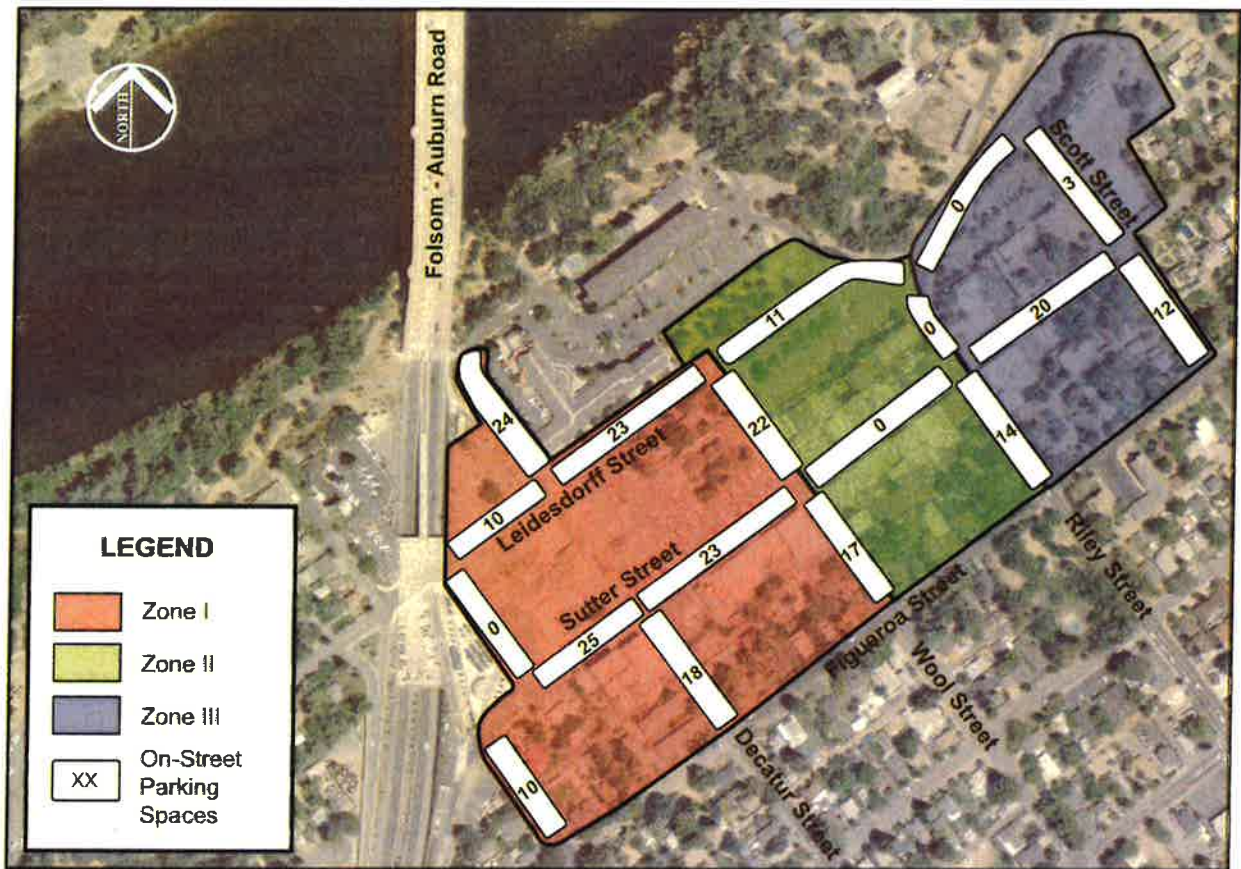 NORTH
Folsom - Auburn Road
Scott Street
0
3
11
0
20
12
24
23
22
0
14
10
Leidesdorff Street
0
Sutter Street
23
17
25
18
10
Riley Street
Figueroa Street
Wool Street
Decatur Street
LEGEND
Zone I
Zone II
Zone III
XX
On-Street
Parking
Spaces